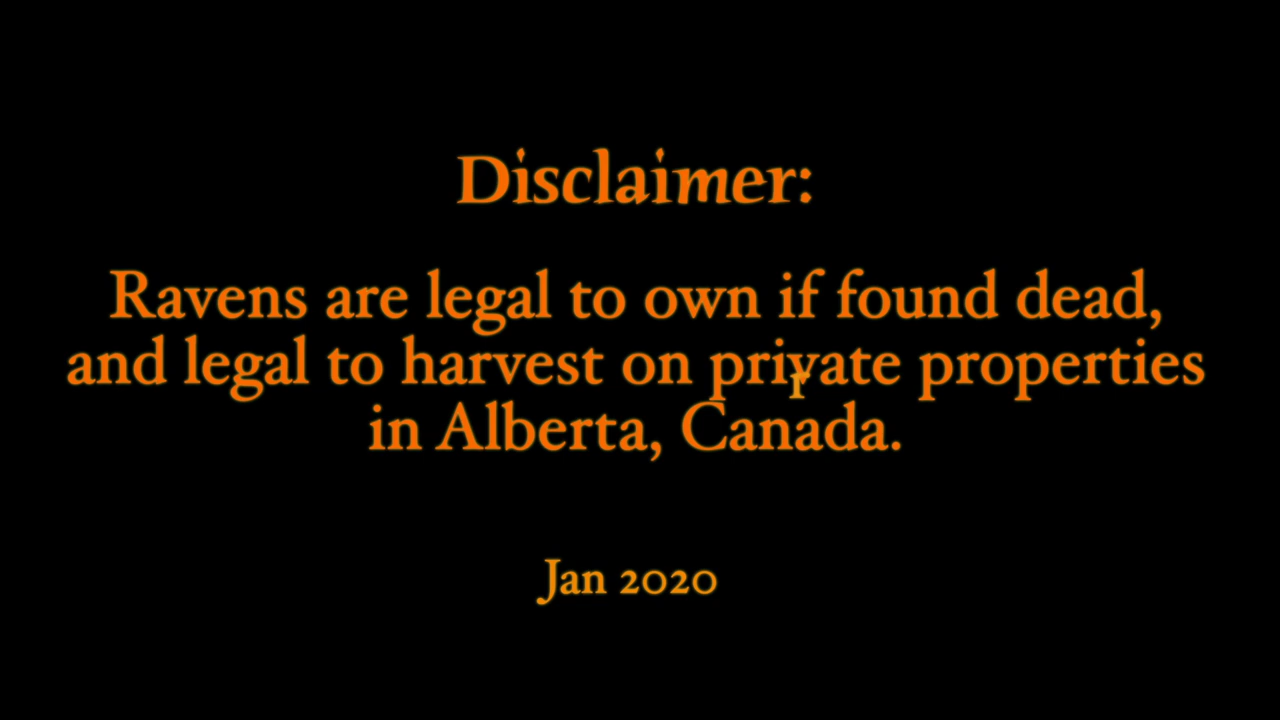 Disclaimer:
Ravens are legal to own if found dead,
and legal to harvest on private properties
in Alberta, Canada.
r
Jan 2020